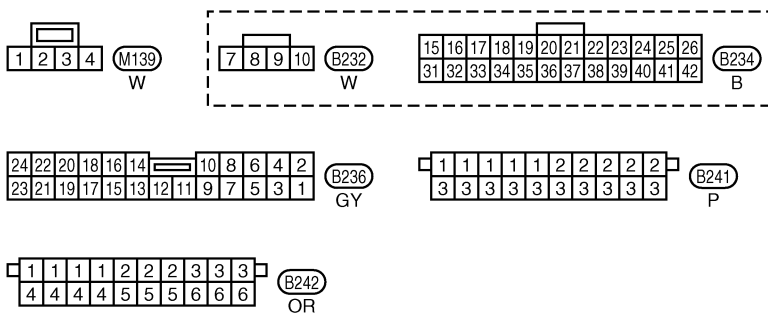 1 2 3 4 M139
W
7 8 9 10 B232
W
15 16 17 18 19 20 21 22 23 24 25 26
31 32 33 34 35 36 37 38 39 40 41 42
B234
B
24 22 20 18 16 14 10 8 6 4 2
23 21 19 17 15 13 12 11 9 7 5 3 1
B236
GY
1 1 1 1 1 2 2 2 2 2
3 3 3 3 3 3 3 3 3 3
B241
P
1 1 1 1 2 2 2 3 3 3
4 4 4 4 5 5 5 6 6 6
B242
OR